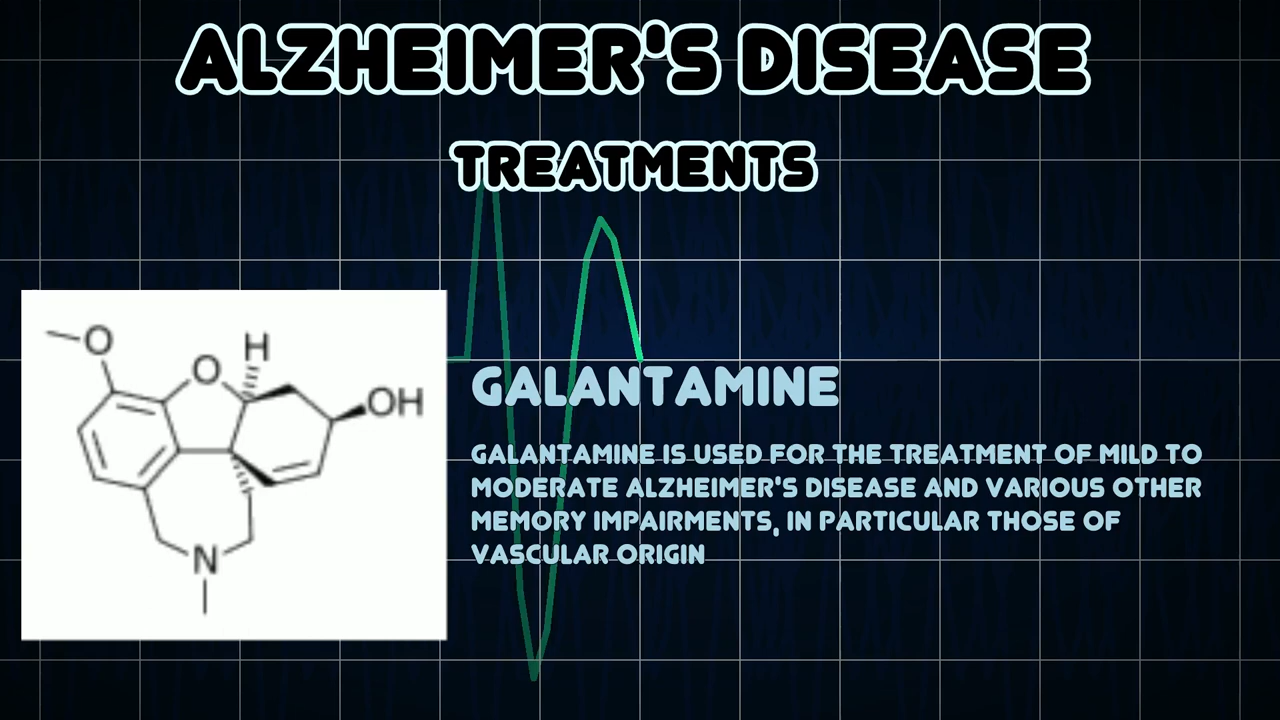 ALZHEIMER'S DISEASE
TREATMENTS
H
O
O
OH
N
GALANTAMINE
GALANTAMINE IS USED FOR THE TREATMENT OF MILD TO
MODERATE ALZHEIMER'S DISEASE AND VARIOUS OTHER
MEMORY IMPAIRMENTS, IN PARTICULAR THOSE OF
VASCULAR ORIGIN